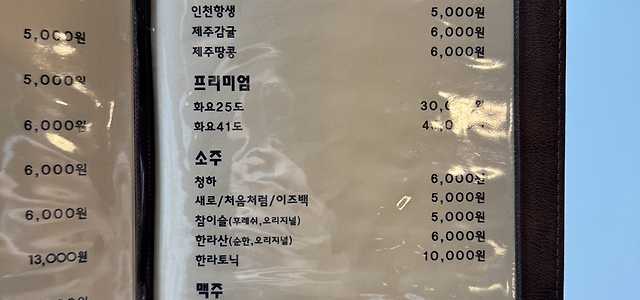 5,000원
5,000원
6,000원
6,000원
6,000원
13,000원
인천항생 5,000원
제주감귤 6,000원
제주땅콩 6,000원
프리미엄
화요25도
화요41도
소주
청하 6,000원
새로/처음처럼/이즈백 5,000원
참이슬(후레쉬,오리지널) 5,000원
한라산(순한,오리지널) 6,000원
한라토닉 10,000원
맥주